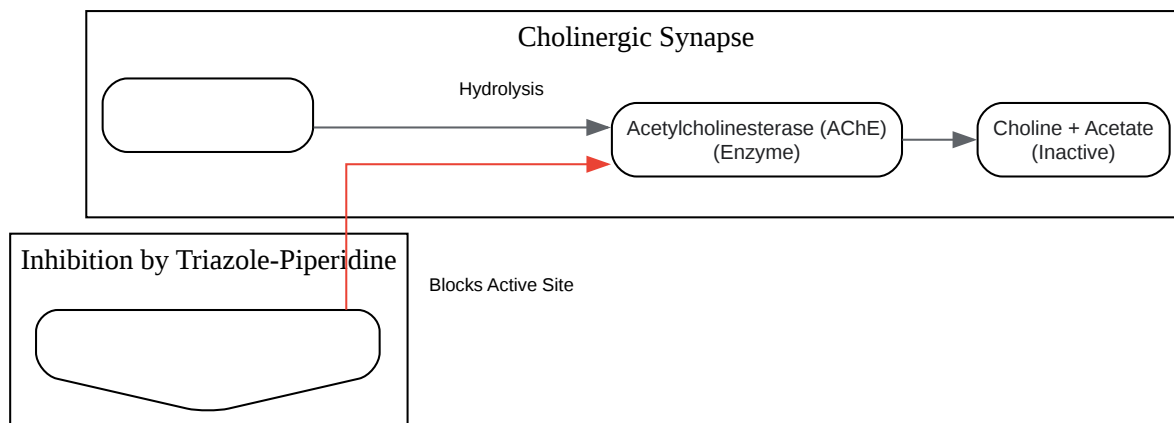 Cholinergic Synapse
Hydrolysis
Acetylcholinesterase (AChE)
(Enzyme)
Choline + Acetate
(Inactive)
Inhibition by Triazole-Piperidine
Blocks Active Site